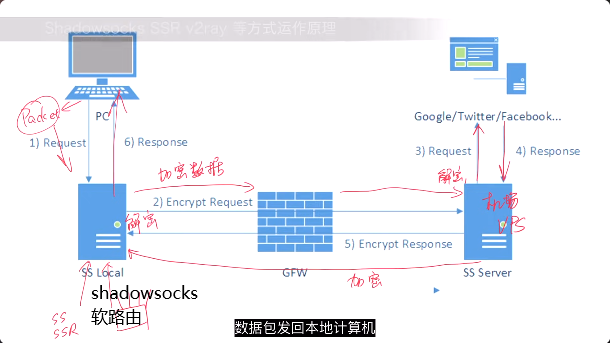 Shadowsocks SSR v2ray 等方式运作原理
Packet
PC
Google/Twitter/Facebook...
1) Request
6) Response
3) Request
4) Response
加密数据
解密
2) Encrypt Request
解密
机场
VPS
5) Encrypt Response
SS Local
GFW
SS Server
加密
shadowsocks
软路由
SS
SSR
数据包发回本地计算机